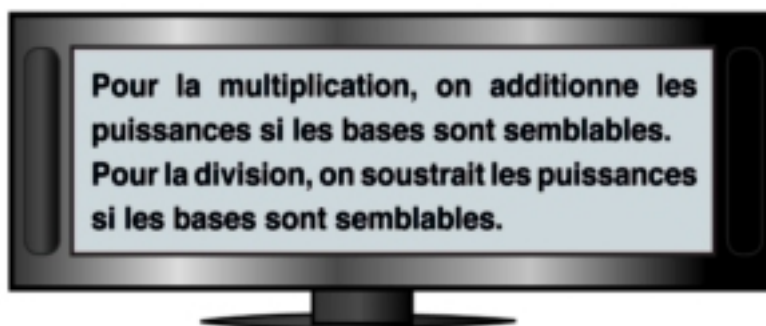 Pour la multiplication, on additionne les
puissances si les bases sont semblables.
Pour la division, on soustrait les puissances
si les bases sont semblables.